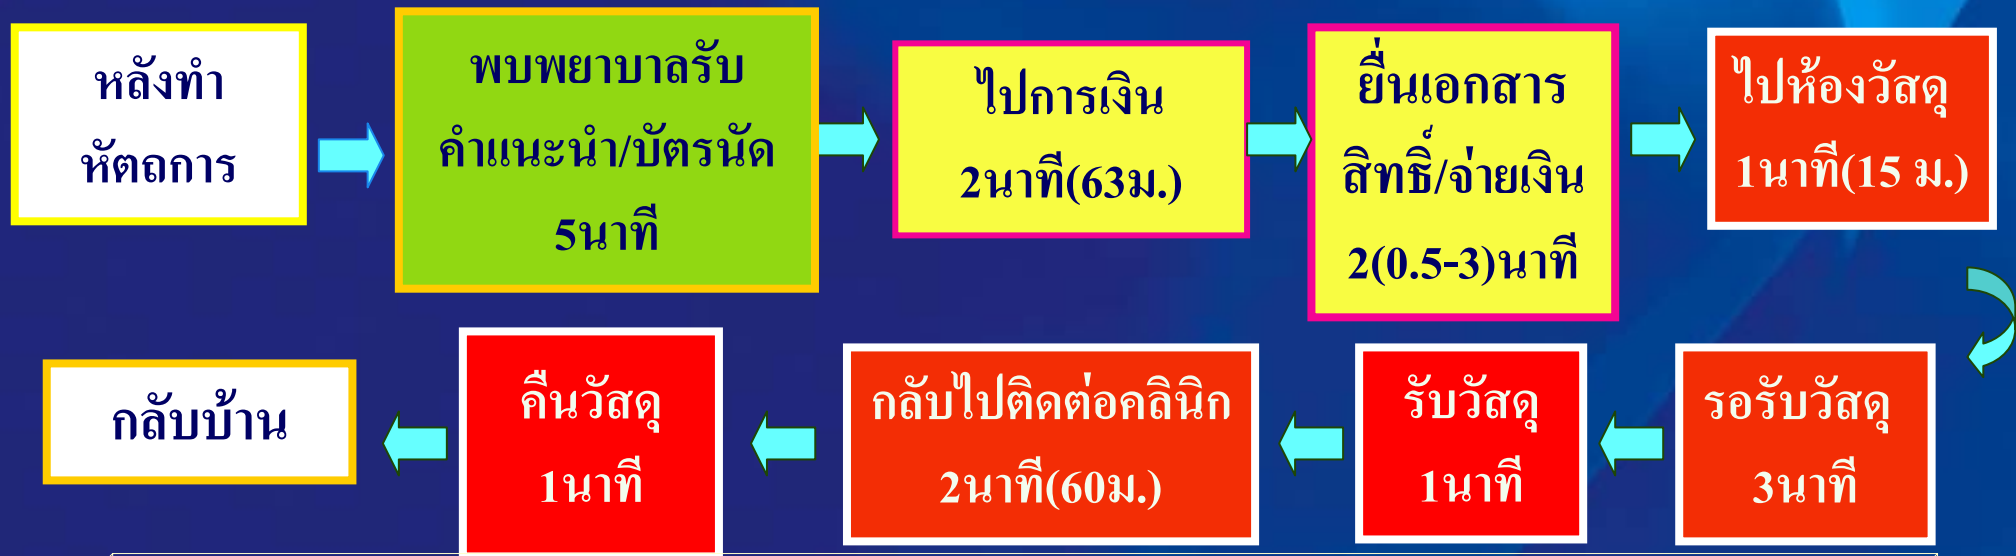 หลังทำ
หัตถการ
พบพยาบาลรับ
คำแนะนำ/บัตรนัด
5นาที
ไปการเงิน
2นาที(63ม.)
ยื่นเอกสาร
สิทธิ์/จ่ายเงิน
2(0.5-3)นาที
ไปห้องวัสดุ
1นาที(15 ม.)
รอรับวัสดุ
3นาที
รับวัสดุ
1นาที
กลับไปติดต่อคลินิก
2นาที(60ม.)
คืนวัสดุ
1นาที
กลับบ้าน